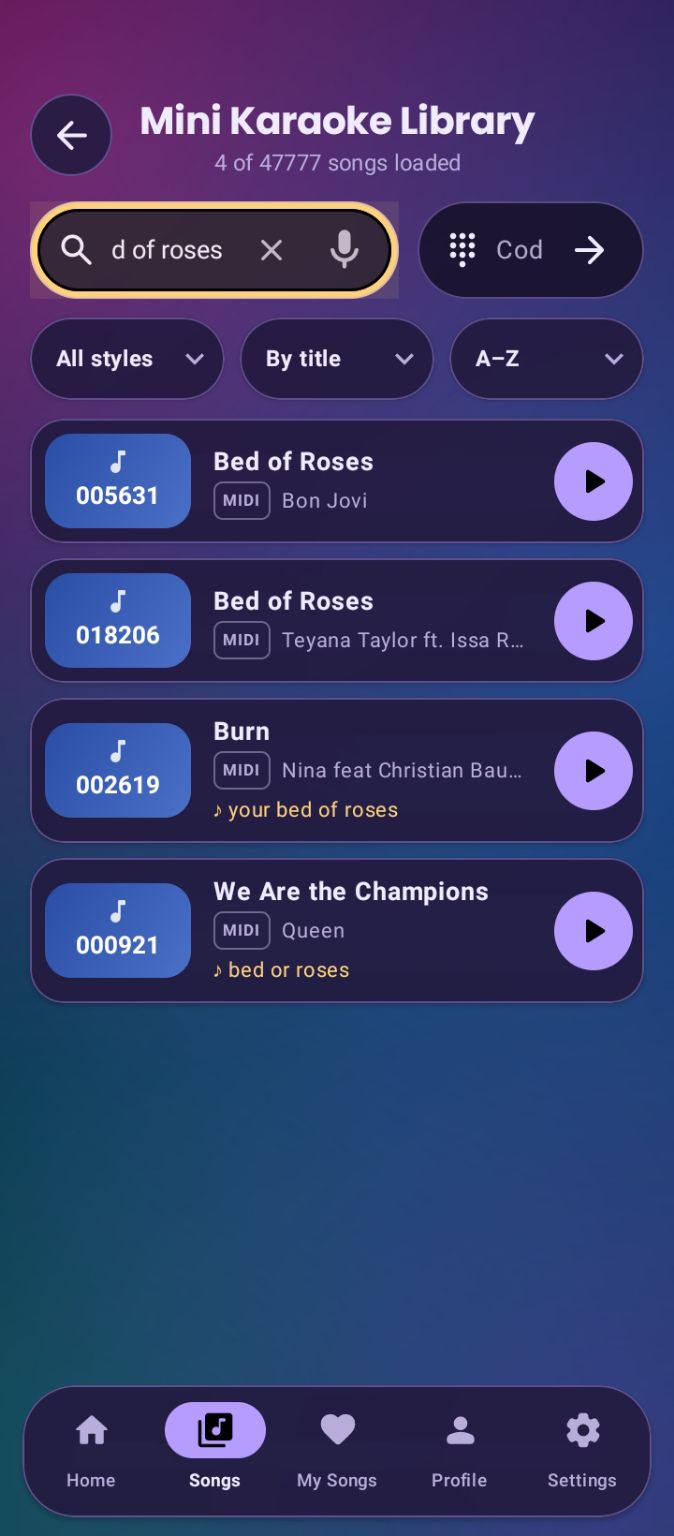 Mini Karaoke Library
4 of 47777 songs loaded
d of roses
Cod
All styles
By title
A–Z
005631
Bed of Roses
MIDI Bon Jovi
018206
Bed of Roses
MIDI Teyana Taylor ft. Issa R...
002619
Burn
MIDI Nina feat Christian Bau...
♪ your bed of roses
000921
We Are the Champions
MIDI Queen
♪ bed or roses
Home
Songs
My Songs
Profile
Settings